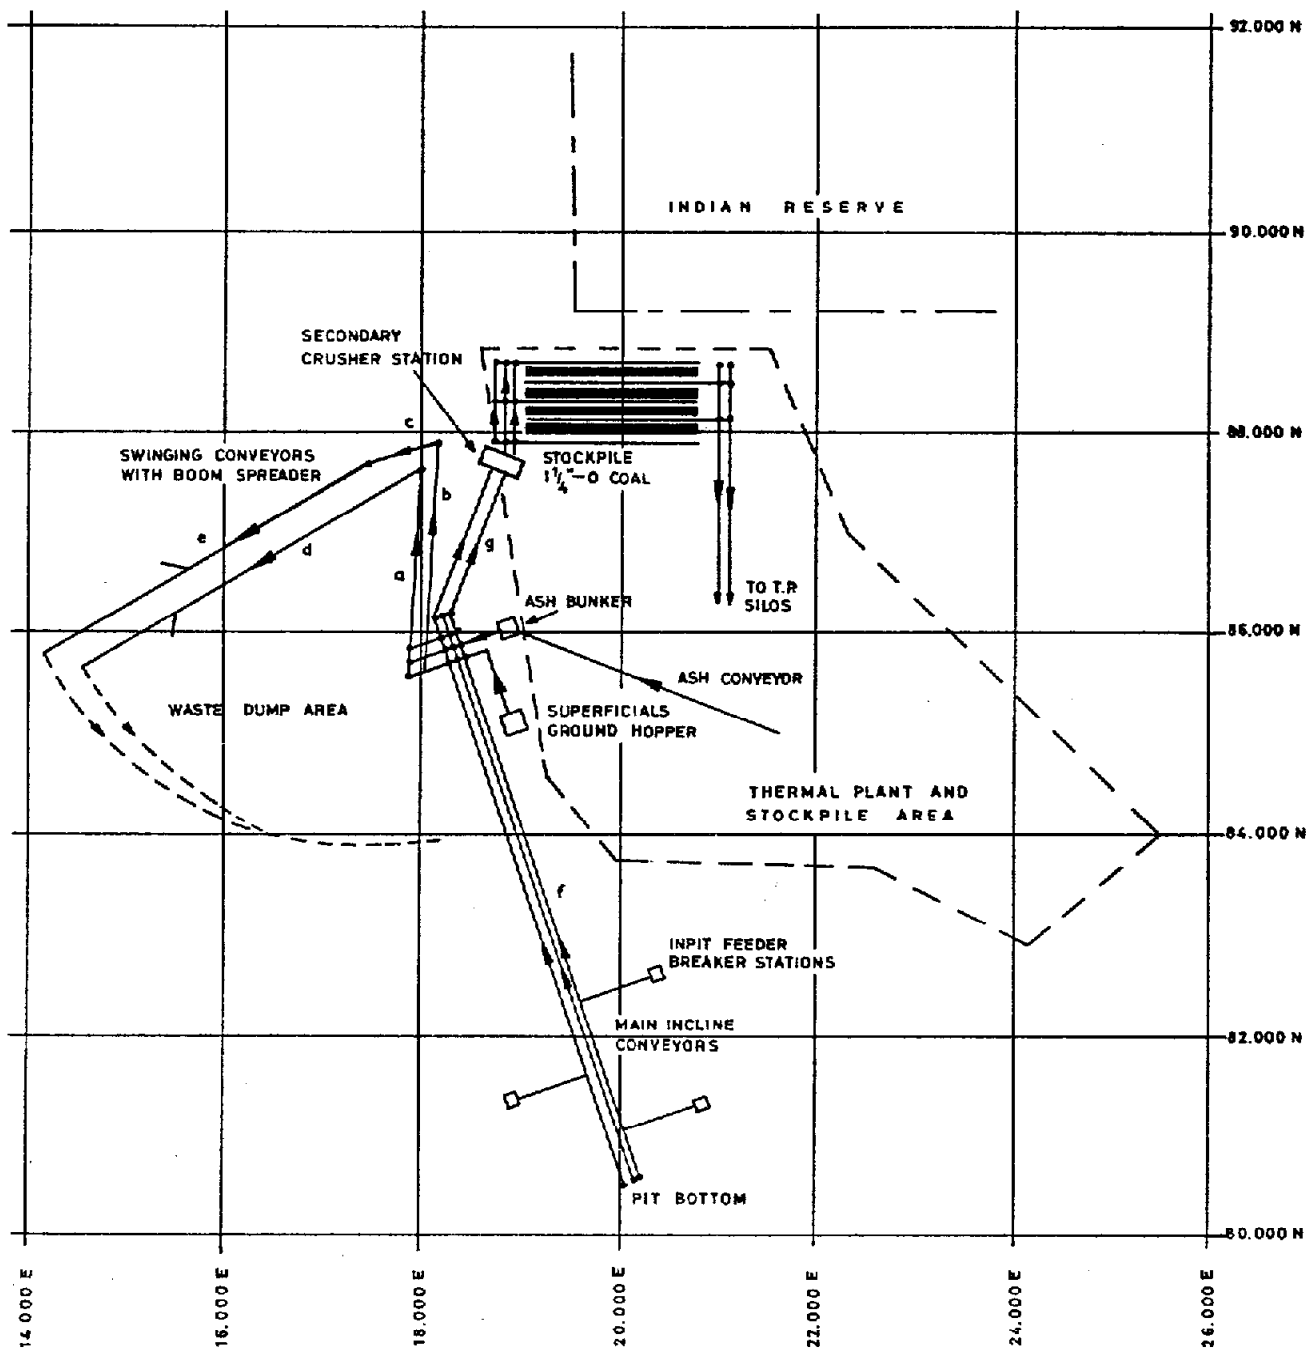 92.000 N
INDIAN RESERVE
90.000 N
SECONDARY
CRUSHER STATION
c
88.000 N
SWINGING CONVEYORS
WITH BOOM SPREADER
STOCKPILE
1 1/4"-0 COAL
b
e
d
g
a
TO T.P.
SILOS
ASH BUNKER
86.000 N
ASH CONVEYOR
WASTE DUMP AREA
SUPERFICIALS
GROUND HOPPER
THERMAL PLANT AND
STOCKPILE AREA
84.000 N
f
INPIT FEEDER
BREAKER STATIONS
MAIN INCLINE
CONVEYORS
82.000 N
PIT BOTTOM
80.000 N
14.000 E
16.000 E
18.000 E
20.000 E
22.000 E
24.000 E
26.000 E